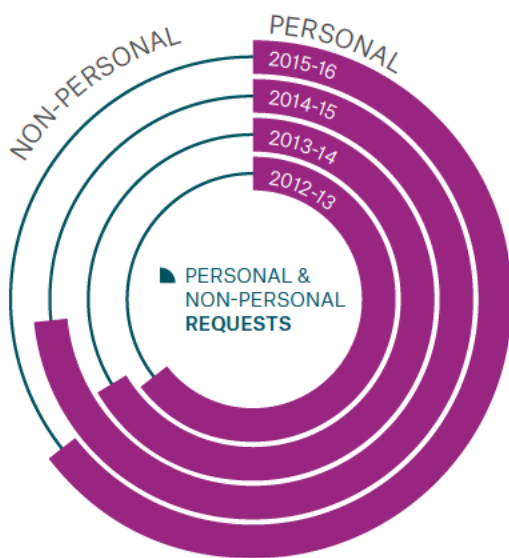 NON-PERSONAL
PERSONAL
2015-16
2014-15
2013-14
2012-13
PERSONAL &
NON-PERSONAL
REQUESTS